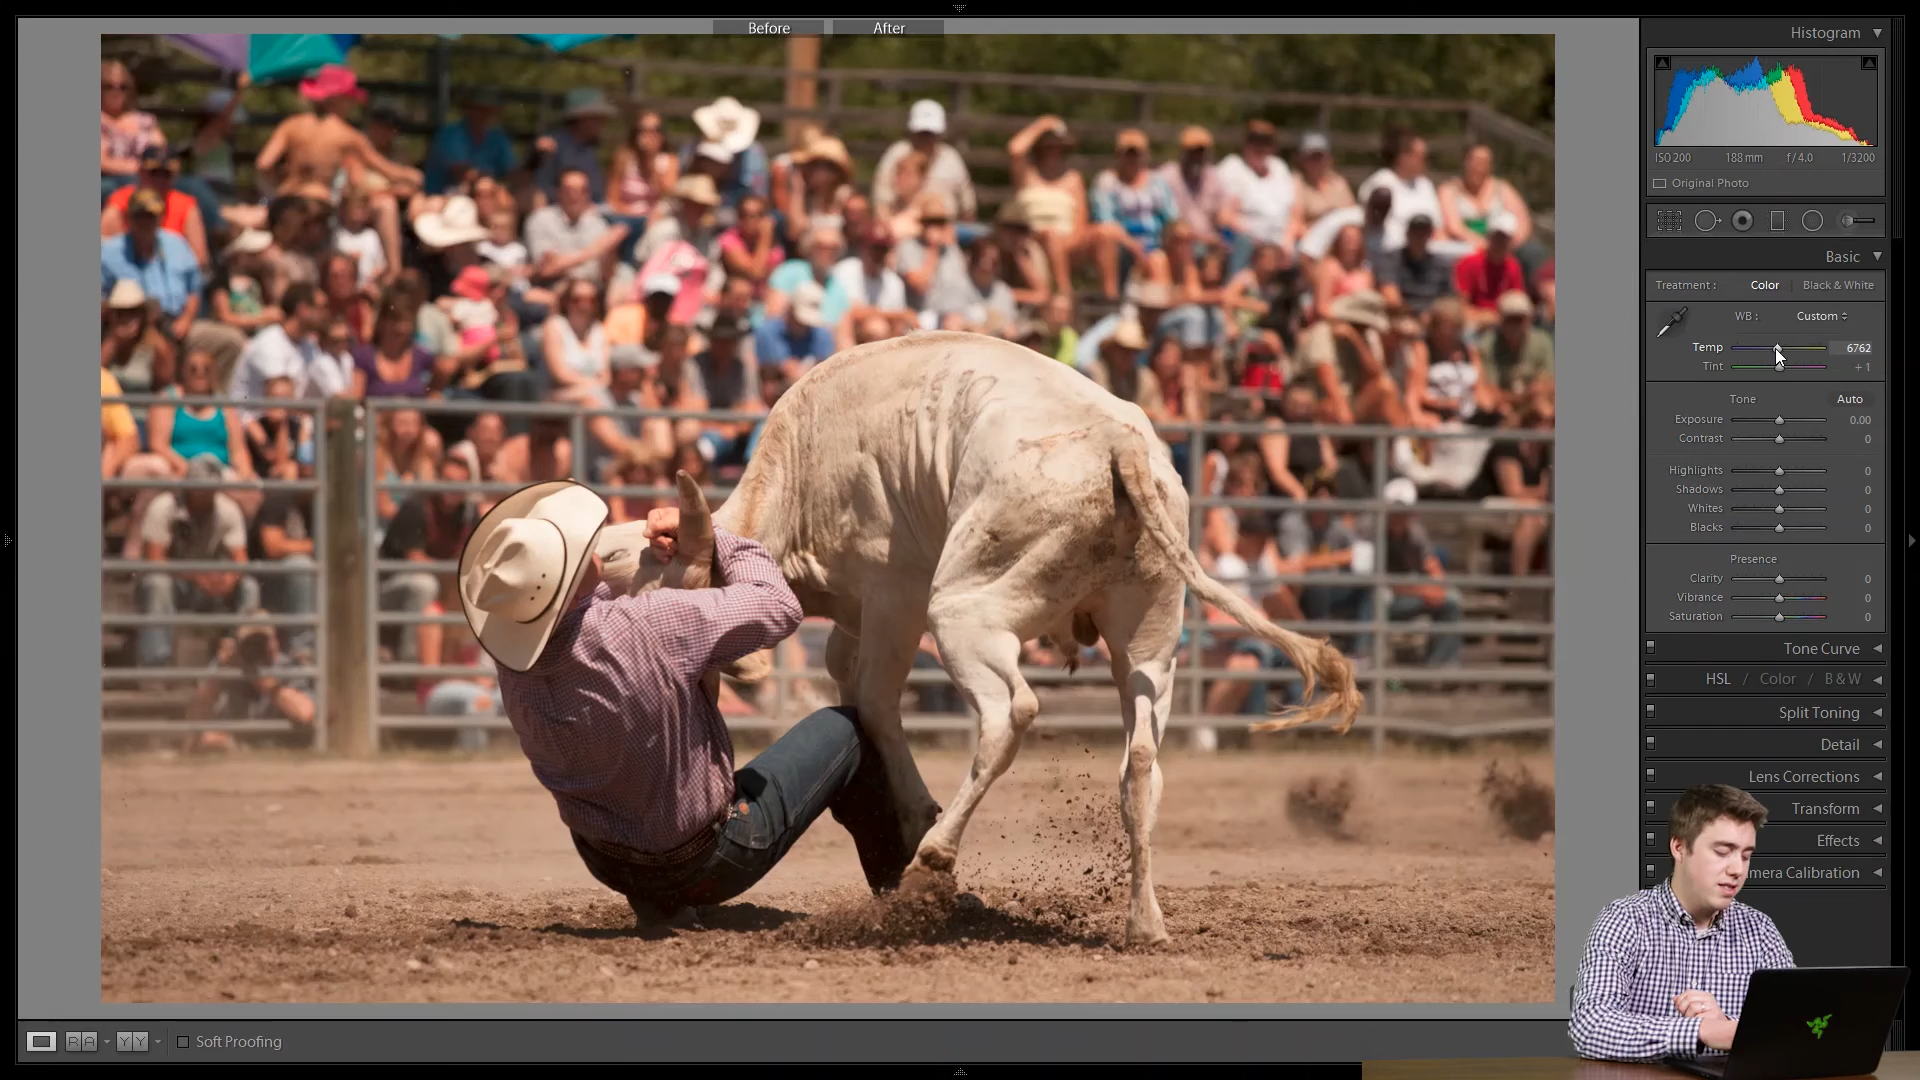 Before After
Histogram
ISO 200 188 mm f / 4.0 1/3200
Original Photo
Basic
Treatment : Color Black & White
WB : Custom
Temp 6762
Tint + 1
Tone Auto
Exposure 0.00
Contrast 0
Highlights 0
Shadows 0
Whites 0
Blacks 0
Presence
Clarity 0
Vibrance 0
Saturation 0
Tone Curve
HSL / Color / B & W
Split Toning
Detail
Lens Corrections
Transform
Effects
mera Calibration
R A Y Y Soft Proofing